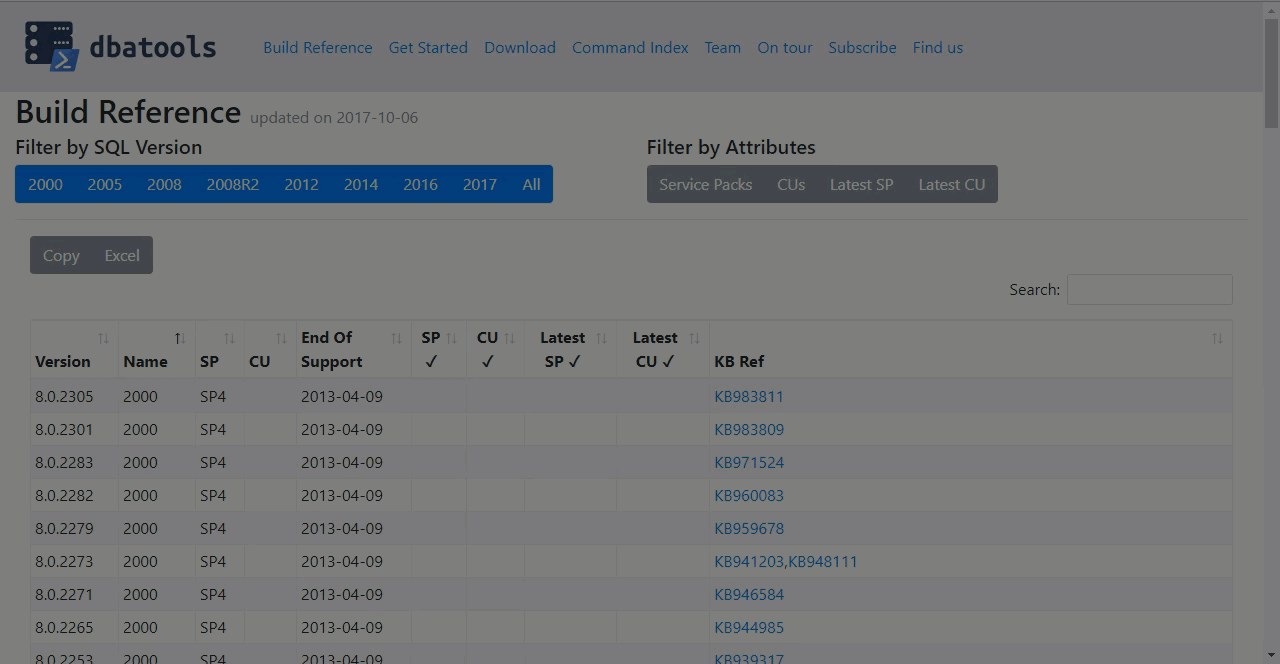 dbatools
Build Reference Get Started Download Command Index Team On tour Subscribe Find us
Build Reference updated on 2017-10-06
Filter by SQL Version Filter by Attributes
2000 2005 2008 2008R2 2012 2014 2016 2017 All Service Packs CUs Latest SP Latest CU
Copy Excel
Search:
Version Name SP CU End Of Support SP ✓ CU ✓ Latest SP ✓ Latest CU ✓ KB Ref
8.0.2305 2000 SP4 2013-04-09 KB983811
8.0.2301 2000 SP4 2013-04-09 KB983809
8.0.2283 2000 SP4 2013-04-09 KB971524
8.0.2282 2000 SP4 2013-04-09 KB960083
8.0.2279 2000 SP4 2013-04-09 KB959678
8.0.2273 2000 SP4 2013-04-09 KB941203,KB948111
8.0.2271 2000 SP4 2013-04-09 KB946584
8.0.2265 2000 SP4 2013-04-09 KB944985
8.0.2253 2000 SP4 2013-04-09 KB939317